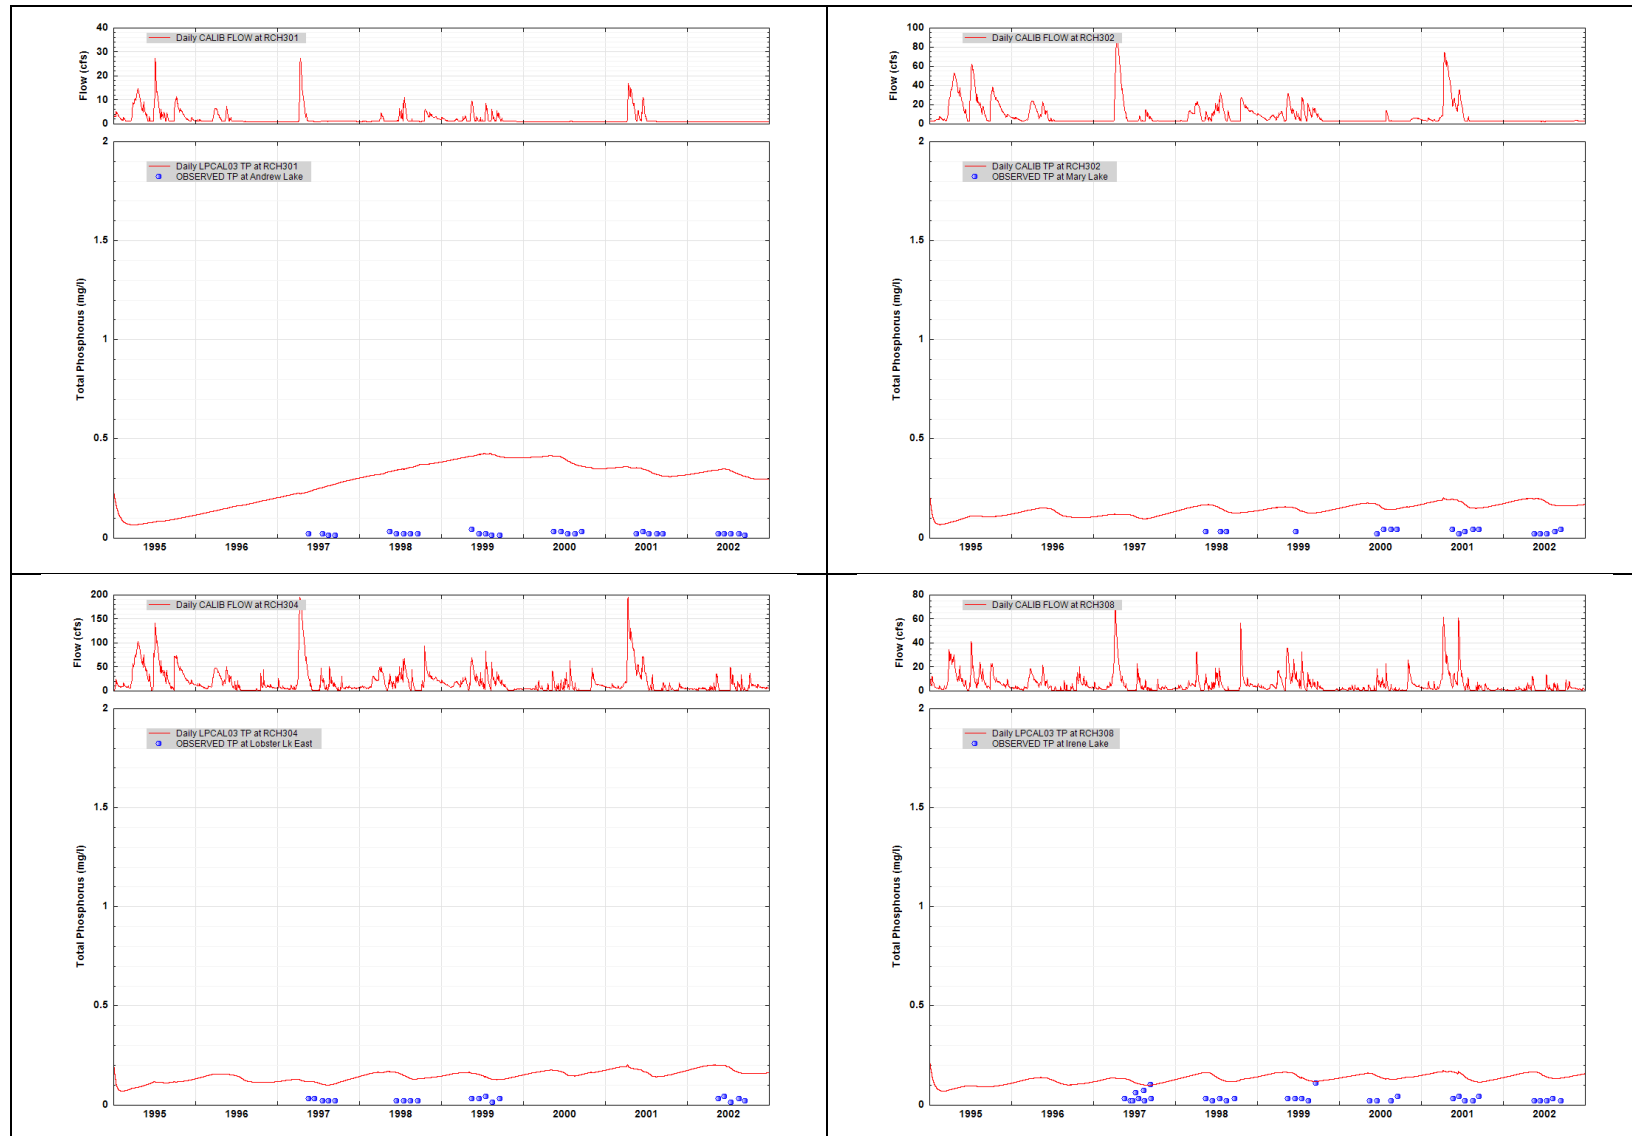 Flow (cfs)
40
30
20
10
0
Daily CALIB FLOW at RCH301
Total Phosphorus (mg/l)
2
1.5
1
0.5
0
Daily LPCAL03 TP at RCH301
OBSERVED TP at Andrew Lake
1995 1996 1997 1998 1999 2000 2001 2002
Flow (cfs)
100
80
60
40
20
0
Daily CALIB FLOW at RCH302
Total Phosphorus (mg/l)
2
1.5
1
0.5
0
Daily CALIB TP at RCH302
OBSERVED TP at Mary Lake
1995 1996 1997 1998 1999 2000 2001 2002
Flow (cfs)
200
150
100
50
0
Daily CALIB FLOW at RCH304
Total Phosphorus (mg/l)
2
1.5
1
0.5
0
Daily LPCAL03 TP at RCH304
OBSERVED TP at Lobster Lk East
1995 1996 1997 1998 1999 2000 2001 2002
Flow (cfs)
80
60
40
20
0
Daily CALIB FLOW at RCH308
Total Phosphorus (mg/l)
2
1.5
1
0.5
0
Daily LPCAL03 TP at RCH308
OBSERVED TP at Irene Lake
1995 1996 1997 1998 1999 2000 2001 2002